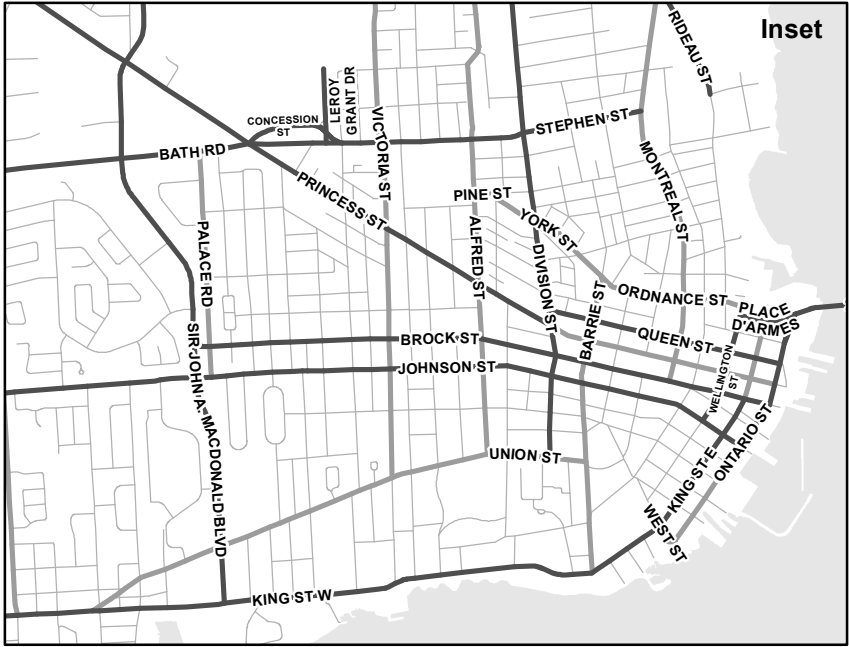 Inset
RIDEAU ST
LEROY
GRANT DR
CONCESSION
ST
VICTORIA ST
STEPHEN ST
BATH RD
MONTREAL ST
PRINCESS ST
PINE ST
YORK ST
PALACE RD
ALFRED ST
DIVISION ST
BARRIE ST
ORDNANCE ST
PLACE
D'ARMES
SIR JOHN A. MACDONALD BLVD
BROCK ST
QUEEN ST
JOHNSON ST
WELLINGTON
ST
UNION ST
KING ST E
ONTARIO ST
WEST ST
KING ST W